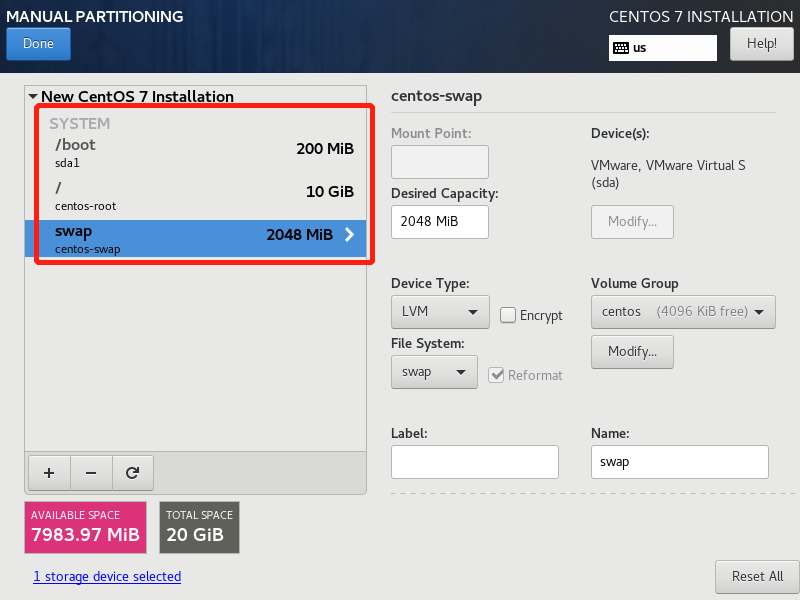 MANUAL PARTITIONING
CENTOS 7 INSTALLATION
Done
us
Help!
New CentOS 7 Installation
SYSTEM
/boot
200 MiB
sda1
/
10 GiB
centos-root
swap
2048 MiB
centos-swap
+
−
AVAILABLE SPACE
7983.97 MiB
TOTAL SPACE
20 GiB
1 storage device selected
centos-swap
Mount Point:
Device(s):
VMware, VMware Virtual S
(sda)
Desired Capacity:
2048 MiB
Modify...
Device Type:
Volume Group
LVM
Encrypt
centos (4096 KiB free)
File System:
Modify...
swap
Reformat
Label:
Name:
swap
Reset All